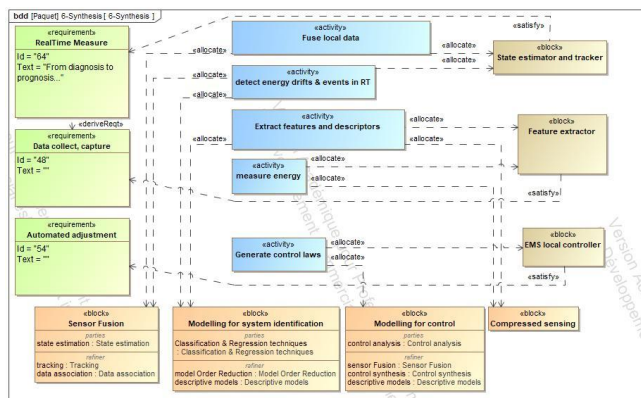 bdd [Paquet] 6-Synthesis [ 6-Synthesis ]
«requirement»
RealTime Measure
Id = "64"
Text = "From diagnosis to
prognosis..."
«deriveReqt»
«requirement»
Data collect, capture
Id = "48"
Text = ""
«requirement»
Automated adjustment
Id = "54"
Text = ""
«activity»
Fuse local data
«allocate»
«allocate»
«satisfy»
«block»
State estimator and tracker
«activity»
detect energy drifts & events in RT
«allocate»
«allocate»
«allocate»
«activity»
Extract features and descriptors
«allocate»
«allocate»
«allocate»
«block»
Feature extractor
«activity»
measure energy
«allocate»
«allocate»
«satisfy»
«activity»
Generate control laws
«allocate»
«allocate»
«block»
EMS local controller
«satisfy»
«block»
Sensor Fusion
parties
state estimation : State estimation
refiner
tracking : Tracking
data association : Data association
«block»
Modelling for system identification
parties
Classification & Regression techniques
: Classification & Regression techniques
refiner
model Order Reduction : Model Order Reduction
descriptive models : Descriptive models
«block»
Modelling for control
parties
control analysis : Control analysis
refiner
sensor Fusion : Sensor Fusion
control synthesis : Control synthesis
descriptive models : Descriptive models
«block»
Compressed sensing